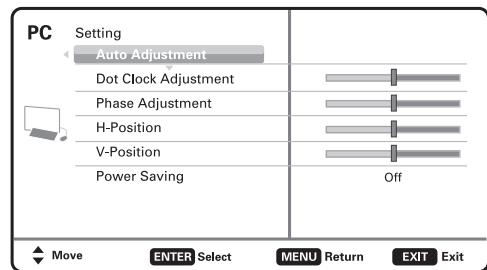 PC Setting
Auto Adjustment
Dot Clock Adjustment
Phase Adjustment
H-Position
V-Position
Power Saving Off
Move ENTER Select MENU Return EXIT Exit